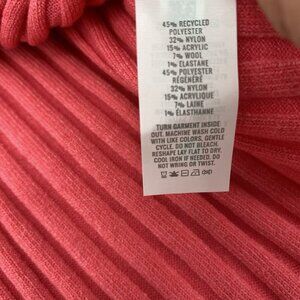 45% RECYCLED
POLYESTER
32% NYLON
15% ACRYLIC
7% WOOL
1% ELASTANE
45% POLYESTER
RÉGÉNÉRÉ
32% NYLON
15% ACRYLIQUE
7% LAINE
1% ÉLASTHANNE
TURN GARMENT INSIDE
OUT. MACHINE WASH COLD
WITH LIKE COLORS, GENTLE
CYCLE. DO NOT BLEACH.
RESHAPE LAY FLAT TO DRY.
COOL IRON IF NEEDED. DO
NOT WRING OR TWIST.